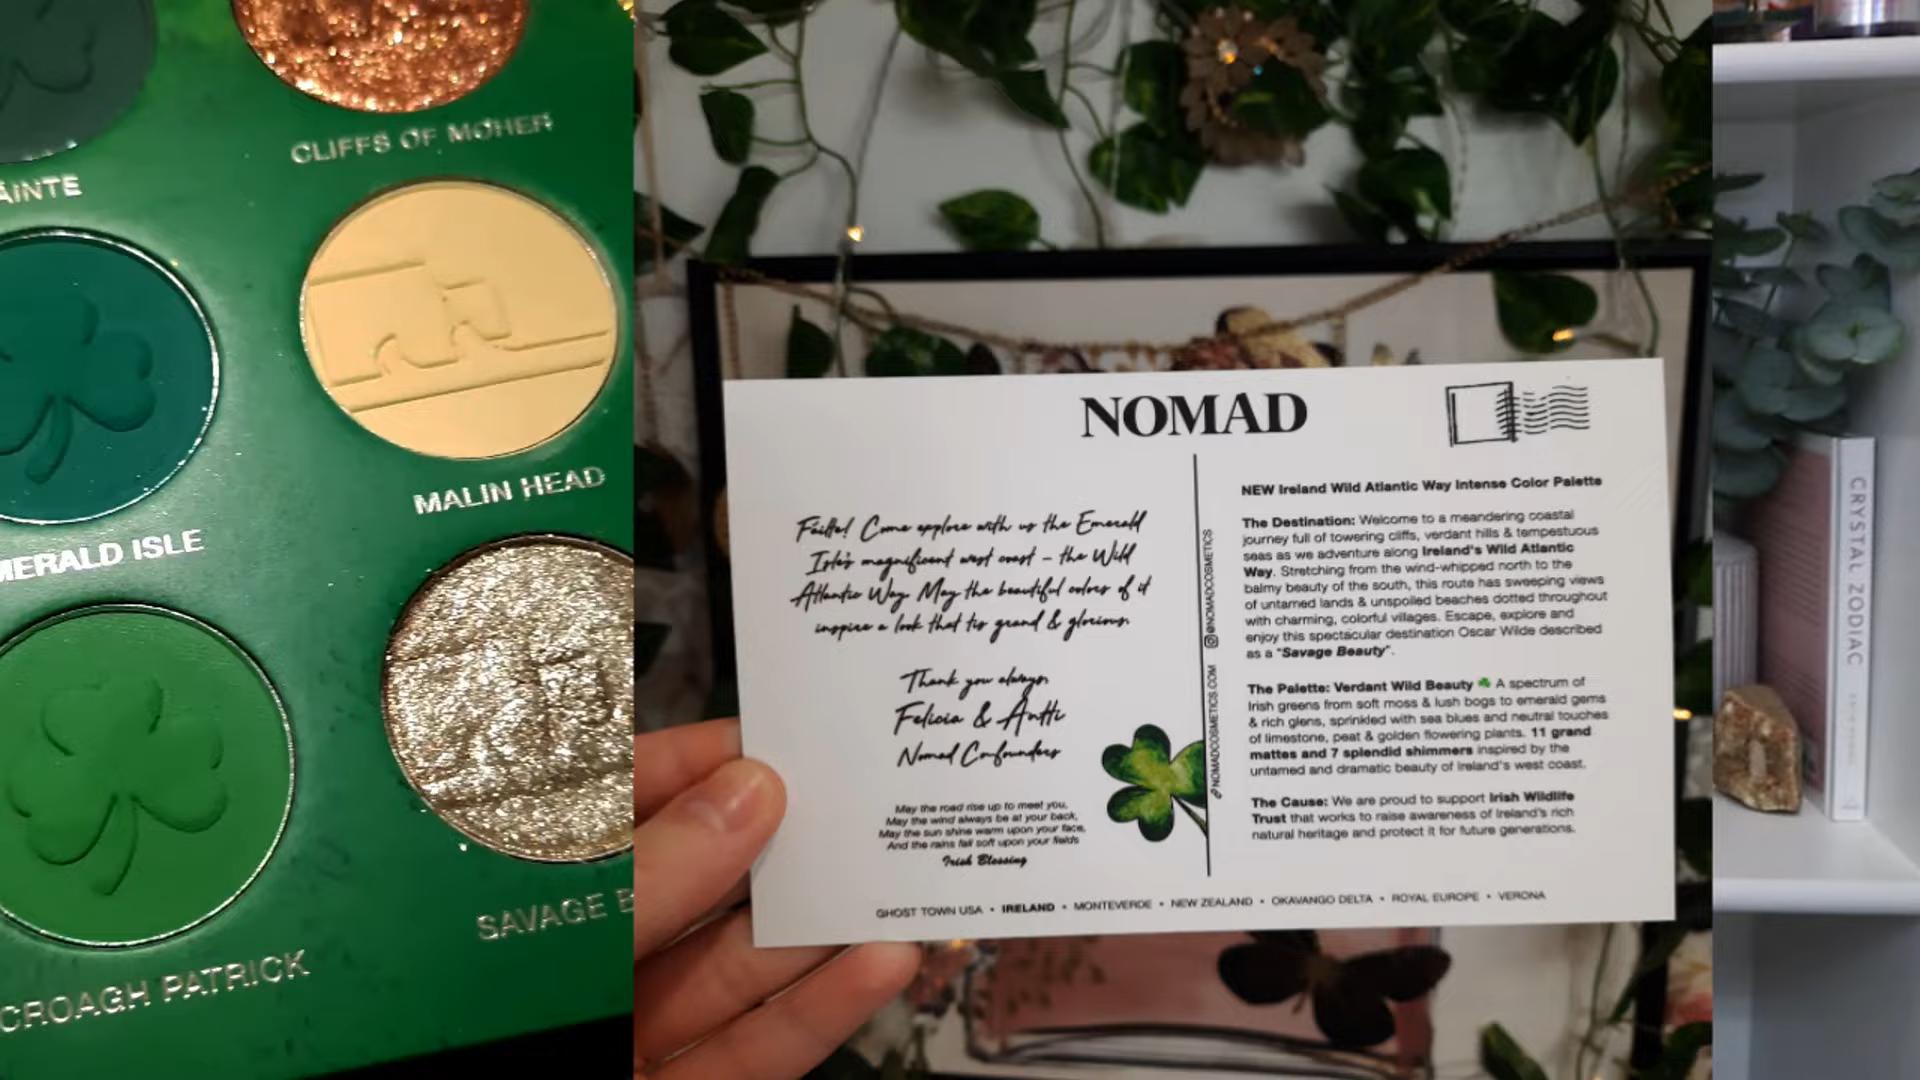 CLIFFS OF MOHER
ÁINTE
MALIN HEAD
MERALD ISLE
SAVAGE B
CROAGH PATRICK
NOMAD
Fáilte! Come explore with us the Emerald
Isle's magnificent west coast – the Wild
Atlantic Way. May the beautiful colors of it
inspire a look that tis grand & glorious.
Thank you always,
Felicia & Antti
Nomad Cofounders
May the road rise up to meet you,
May the wind always be at your back,
May the sun shine warm upon your face,
And the rains fall soft upon your fields
Irish Blessing
NOMADCOSMETICS.COM @NOMADCOSMETICS
NEW Ireland Wild Atlantic Way Intense Color Palette
The Destination: Welcome to a meandering coastal
journey full of towering cliffs, verdant hills & tempestuous
seas as we adventure along Ireland's Wild Atlantic
Way. Stretching from the wind-whipped north to the
balmy beauty of the south, this route has sweeping views
of untamed lands & unspoiled beaches dotted throughout
with charming, colorful villages. Escape, explore and
enjoy this spectacular destination Oscar Wilde described
as a "Savage Beauty".
The Palette: Verdant Wild Beauty ☘ A spectrum of
Irish greens from soft moss & lush bogs to emerald gems
& rich glens, sprinkled with sea blues and neutral touches
of limestone, peat & golden flowering plants. 11 grand
mattes and 7 splendid shimmers inspired by the
untamed and dramatic beauty of Ireland's west coast.
The Cause: We are proud to support Irish Wildlife
Trust that works to raise awareness of Ireland's rich
natural heritage and protect it for future generations.
GHOST TOWN USA • IRELAND • MONTEVERDE • NEW ZEALAND • OKAVANGO DELTA • ROYAL EUROPE • VERONA
CRYSTAL ZODIAC